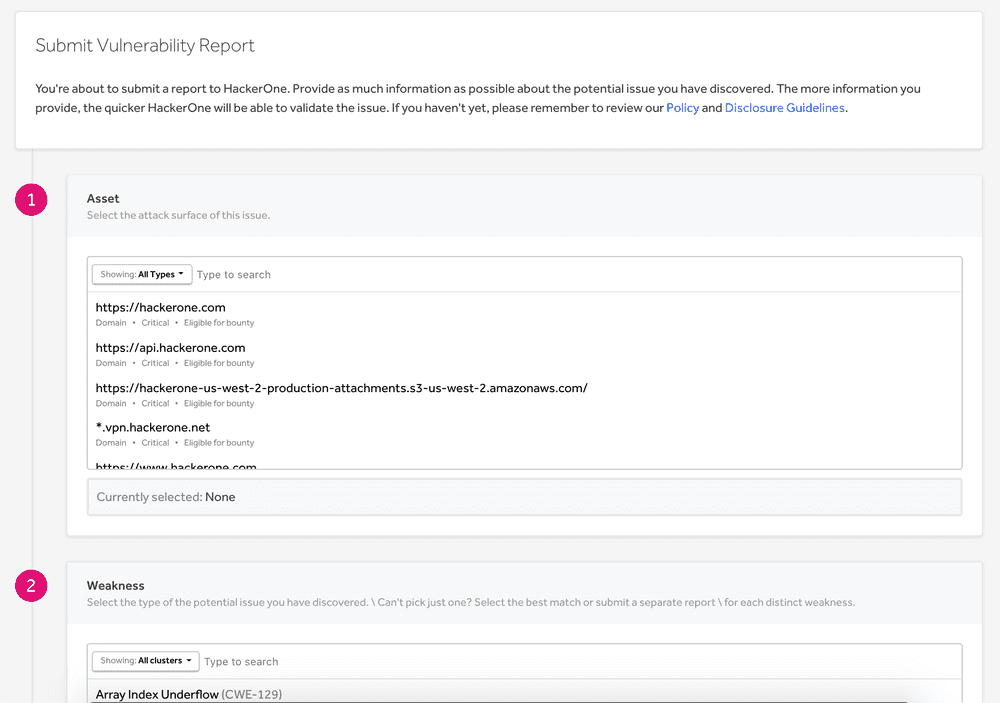 Submit Vulnerability Report
You're about to submit a report to HackerOne. Provide as much information as possible about the potential issue you have discovered. The more information you
provide, the quicker HackerOne will be able to validate the issue. If you haven't yet, please remember to review our Policy and Disclosure Guidelines.
1
Asset
Select the attack surface of this issue.
Showing: All Types Type to search
https://hackerone.com
Domain • Critical • Eligible for bounty
https://api.hackerone.com
Domain • Critical • Eligible for bounty
https://hackerone-us-west-2-production-attachments.s3-us-west-2.amazonaws.com/
Domain • Critical • Eligible for bounty
*.vpn.hackerone.net
Domain • Critical • Eligible for bounty
https://www.hackerone.com
Currently selected: None
2
Weakness
Select the type of the potential issue you have discovered. \ Can't pick just one? Select the best match or submit a separate report \ for each distinct weakness.
Showing: All clusters Type to search
Array Index Underflow (CWE-129)